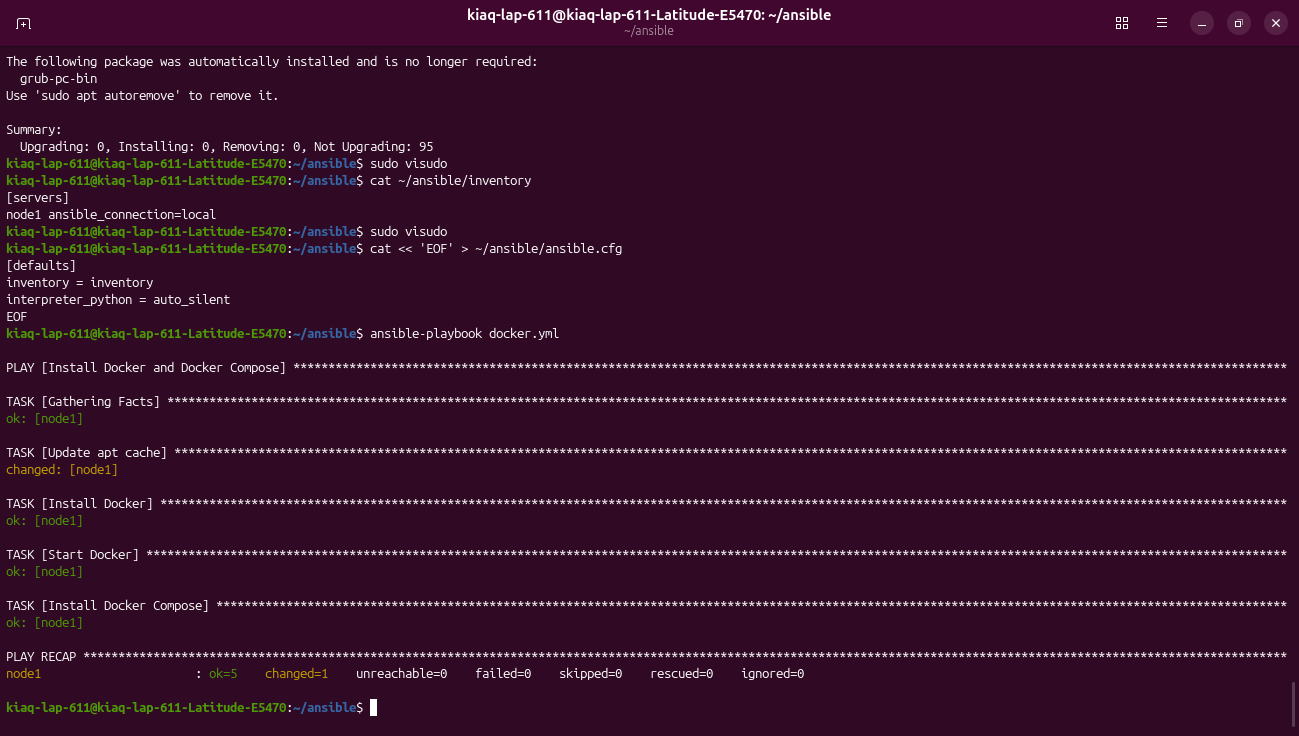 kiaq-lap-611@kiaq-lap-611-Latitude-E5470: ~/ansible
~/ansible
The following package was automatically installed and is no longer required:
  grub-pc-bin
Use 'sudo apt autoremove' to remove it.

Summary:
  Upgrading: 0, Installing: 0, Removing: 0, Not Upgrading: 95
kiaq-lap-611@kiaq-lap-611-Latitude-E5470:~/ansible$ sudo visudo
kiaq-lap-611@kiaq-lap-611-Latitude-E5470:~/ansible$ cat ~/ansible/inventory
[servers]
node1 ansible_connection=local
kiaq-lap-611@kiaq-lap-611-Latitude-E5470:~/ansible$ sudo visudo
kiaq-lap-611@kiaq-lap-611-Latitude-E5470:~/ansible$ cat << 'EOF' > ~/ansible/ansible.cfg
[defaults]
inventory = inventory
interpreter_python = auto_silent
EOF
kiaq-lap-611@kiaq-lap-611-Latitude-E5470:~/ansible$ ansible-playbook docker.yml

PLAY [Install Docker and Docker Compose] **********************************************************************************************************************************************

TASK [Gathering Facts] ****************************************************************************************************************************************************************
ok: [node1]

TASK [Update apt cache] ***************************************************************************************************************************************************************
changed: [node1]

TASK [Install Docker] *****************************************************************************************************************************************************************
ok: [node1]

TASK [Start Docker] *******************************************************************************************************************************************************************
ok: [node1]

TASK [Install Docker Compose] *********************************************************************************************************************************************************
ok: [node1]

PLAY RECAP ****************************************************************************************************************************************************************************
node1                      : ok=5    changed=1    unreachable=0    failed=0    skipped=0    rescued=0    ignored=0

kiaq-lap-611@kiaq-lap-611-Latitude-E5470:~/ansible$